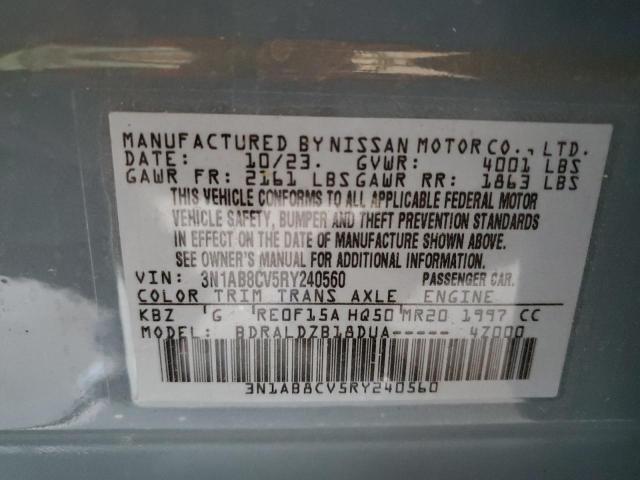 MANUFACTURED BY NISSAN MOTOR CO., LTD.
DATE: 10/23. GVWR: 4001 LBS
GAWR FR: 2161 LBS GAWR RR: 1863 LBS
THIS VEHICLE CONFORMS TO ALL APPLICABLE FEDERAL MOTOR
VEHICLE SAFETY, BUMPER AND THEFT PREVENTION STANDARDS
IN EFFECT ON THE DATE OF MANUFACTURE SHOWN ABOVE.
SEE OWNER'S MANUAL FOR ADDITIONAL INFORMATION.
VIN: 3N1AB8CV5RY240560 PASSENGER CAR.
COLOR TRIM TRANS AXLE ENGINE
KBZ G RE0F15A HQ50 MR20 1997 CC
MODEL: BDRALDZB18DUA----- 4Z000
3N1AB8CV5RY240560